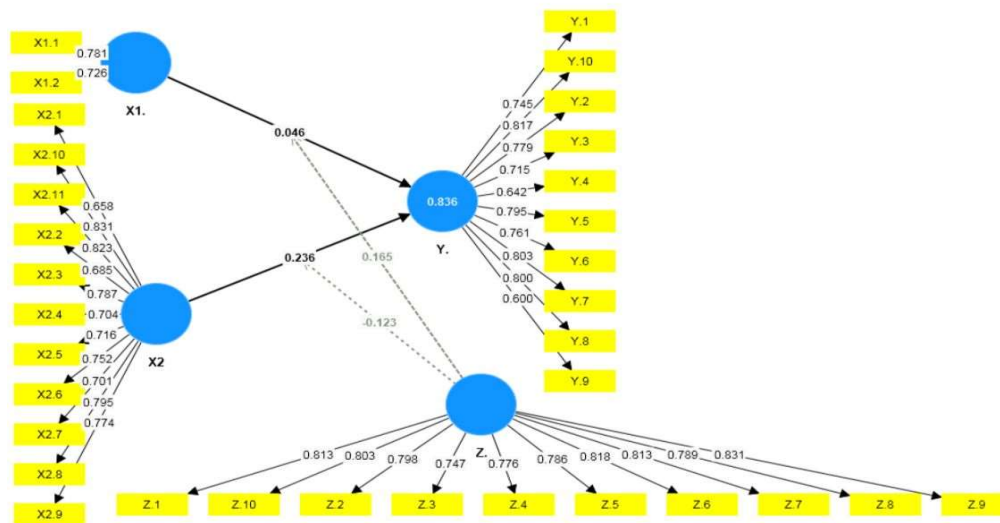 X1.1
X1.2
0.781
0.726
X1.
X2.1
X2.10
X2.11
X2.2
X2.3
X2.4
X2.5
X2.6
X2.7
X2.8
X2.9
0.658
0.831
0.823
0.685
0.787
0.704
0.716
0.752
0.701
0.795
0.774
X2
0.046
0.236
0.165
-0.123
0.836
Y.
0.745
0.817
0.779
0.715
0.642
0.795
0.761
0.803
0.800
0.600
Y.1
Y.10
Y.2
Y.3
Y.4
Y.5
Y.6
Y.7
Y.8
Y.9
Z.
0.813
0.803
0.798
0.747
0.776
0.786
0.818
0.813
0.789
0.831
Z.1
Z.10
Z.2
Z.3
Z.4
Z.5
Z.6
Z.7
Z.8
Z.9